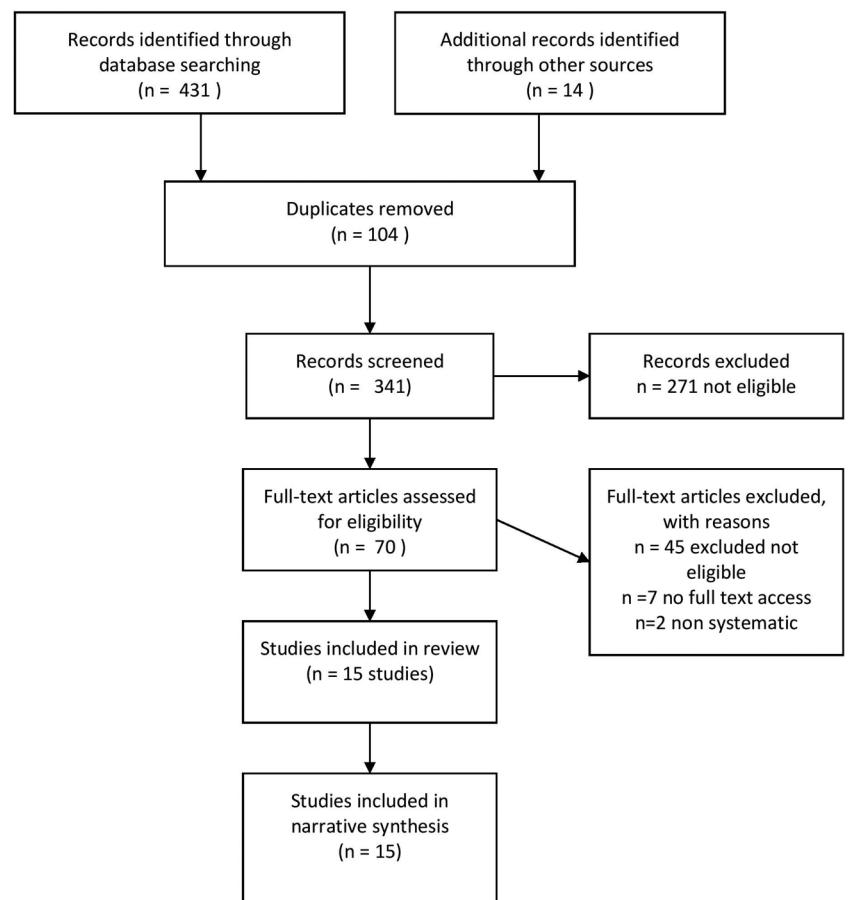 Records identified through
database searching
(n =  431 )
Additional records identified
through other sources
(n = 14 )
Duplicates removed
(n = 104 )
Records screened
(n =   341)
Records excluded
n = 271 not eligible
Full-text articles assessed
for eligibility
(n =  70 )
Full-text articles excluded,
with reasons
n = 45 excluded not
eligible
n =7 no full text access
n=2 non systematic
Studies included in review
(n = 15 studies)
Studies included in
narrative synthesis
(n = 15)